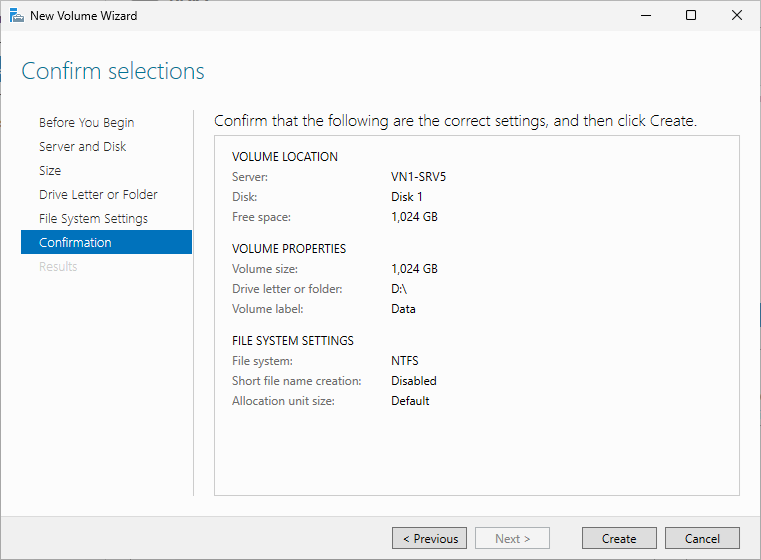 New Volume Wizard
Confirm selections
Before You Begin
Server and Disk
Size
Drive Letter or Folder
File System Settings
Confirmation
Results
Confirm that the following are the correct settings, and then click Create.
VOLUME LOCATION
Server: VN1-SRV5
Disk: Disk 1
Free space: 1,024 GB
VOLUME PROPERTIES
Volume size: 1,024 GB
Drive letter or folder: D:\
Volume label: Data
FILE SYSTEM SETTINGS
File system: NTFS
Short file name creation: Disabled
Allocation unit size: Default
< Previous Next > Create Cancel